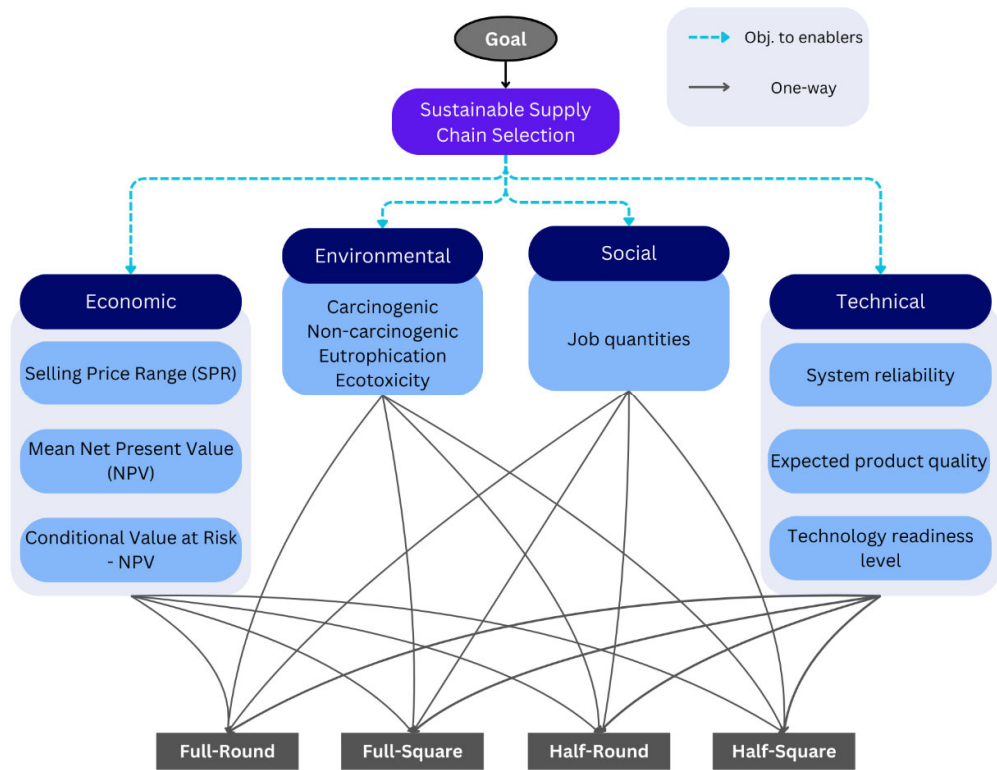 Goal
Obj. to enablers
One-way
Sustainable Supply
Chain Selection
Economic
Selling Price Range (SPR)
Mean Net Present Value
(NPV)
Conditional Value at Risk
- NPV
Environmental
Carcinogenic
Non-carcinogenic
Eutrophication
Ecotoxicity
Social
Job quantities
Technical
System reliability
Expected product quality
Technology readiness
level
Full-Round
Full-Square
Half-Round
Half-Square